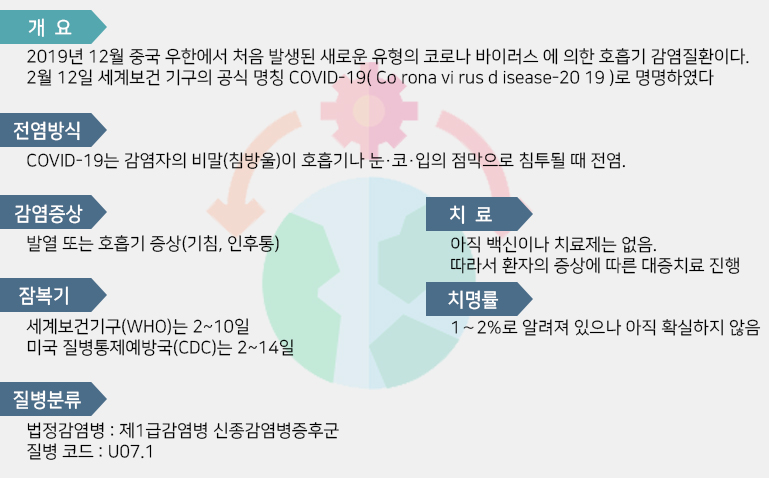 개 요
2019년 12월 중국 우한에서 처음 발생된 새로운 유형의 코로나 바이러스 에 의한 호흡기 감염질환이다.
2월 12일 세계보건 기구의 공식 명칭 COVID-19( Co rona vi rus d isease-20 19 )로 명명하였다
전염방식
COVID-19는 감염자의 비말(침방울)이 호흡기나 눈·코·입의 점막으로 침투될 때 전염.
감염증상
발열 또는 호흡기 증상(기침, 인후통)
치 료
아직 백신이나 치료제는 없음.
따라서 환자의 증상에 따른 대증치료 진행
잠복기
세계보건기구(WHO)는 2~10일
미국 질병통제예방국(CDC)는 2~14일
치명률
1~2%로 알려져 있으나 아직 확실하지 않음
질병분류
법정감염병 : 제1급감염병 신종감염병증후군
질병 코드 : U07.1